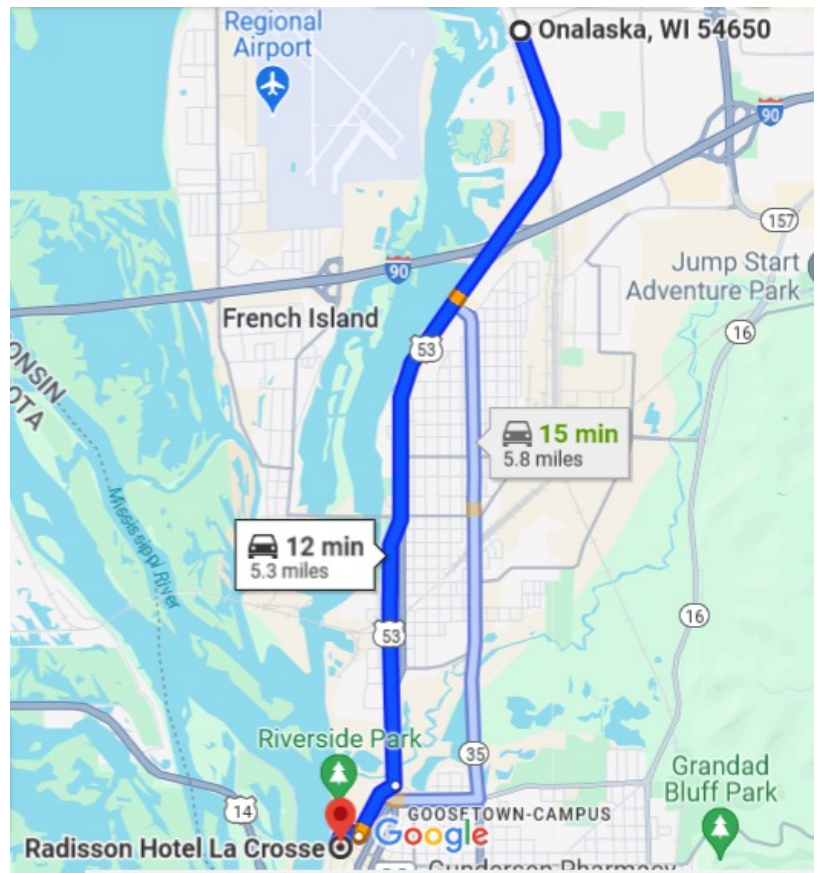 Regional
Airport
Onalaska, WI 54650
90
157
Jump Start
Adventure Park
90
French Island
16
53
15 min
5.8 miles
Mississippi River
12 min
5.3 miles
53
16
Riverside Park
35
Grandad
Bluff Park
14
GOOSETOWN-CAMPUS
Google
Radisson Hotel La Crosse